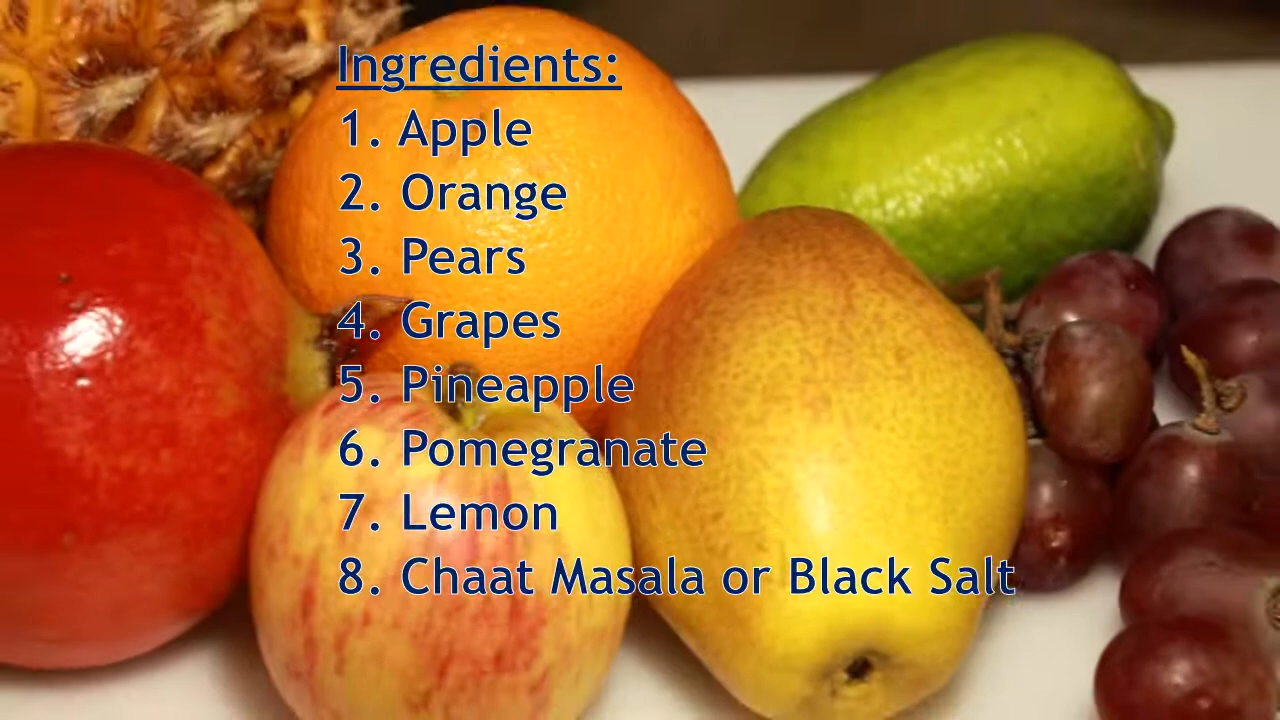 Ingredients:
1. Apple
2. Orange
3. Pears
4. Grapes
5. Pineapple
6. Pomegranate
7. Lemon
8. Chaat Masala or Black Salt